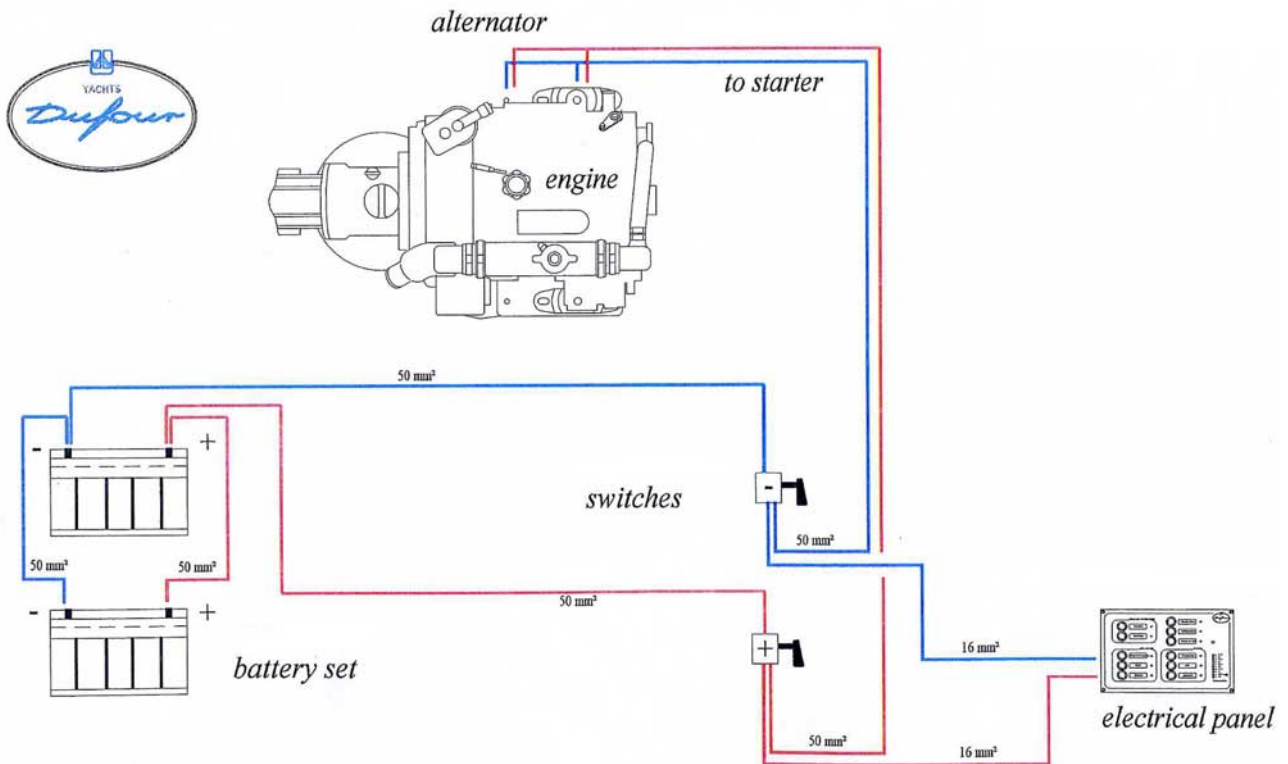 alternator
YACHTS
Dufour
to starter
engine
50 mm²
- +
switches
-
50 mm²
50 mm² 50 mm²
50 mm²
- +
+
16 mm²
battery set
electrical panel
50 mm²
16 mm²